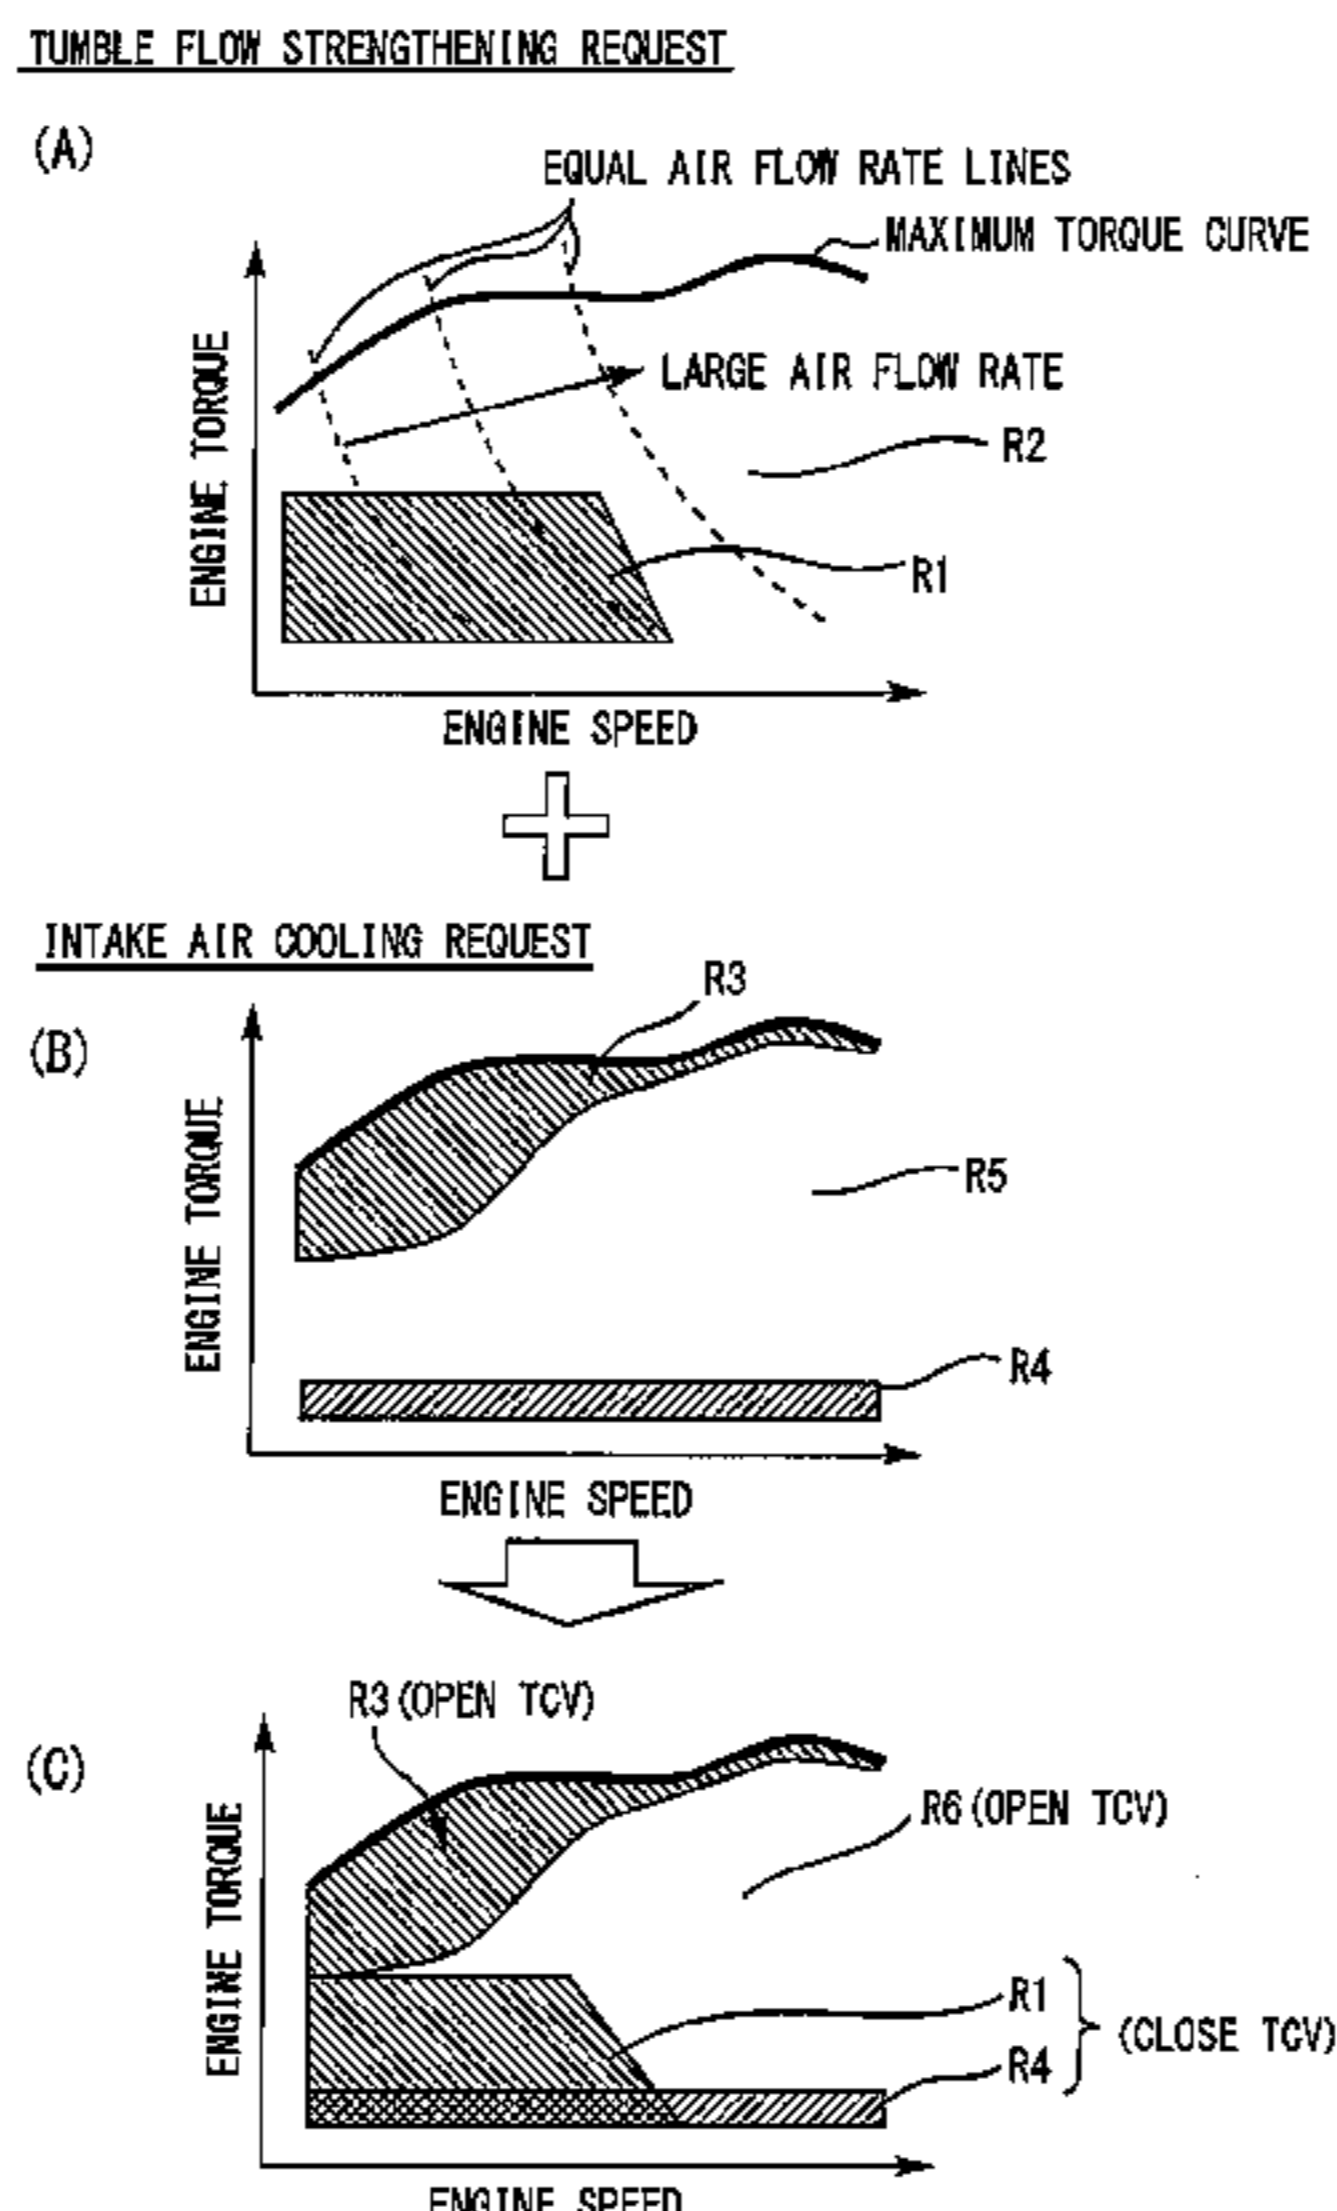 TUMBLE FLOW STRENGTHENING REQUEST
(A)
EQUAL AIR FLOW RATE LINES
MAXIMUM TORQUE CURVE
LARGE AIR FLOW RATE
R2
R1
ENGINE TORQUE
ENGINE SPEED
INTAKE AIR COOLING REQUEST
(B)
R3
R5
R4
ENGINE TORQUE
ENGINE SPEED
(C)
R3(OPEN TCV)
R6(OPEN TCV)
R1
R4
(CLOSE TCV)
ENGINE TORQUE
ENGINE SPEED